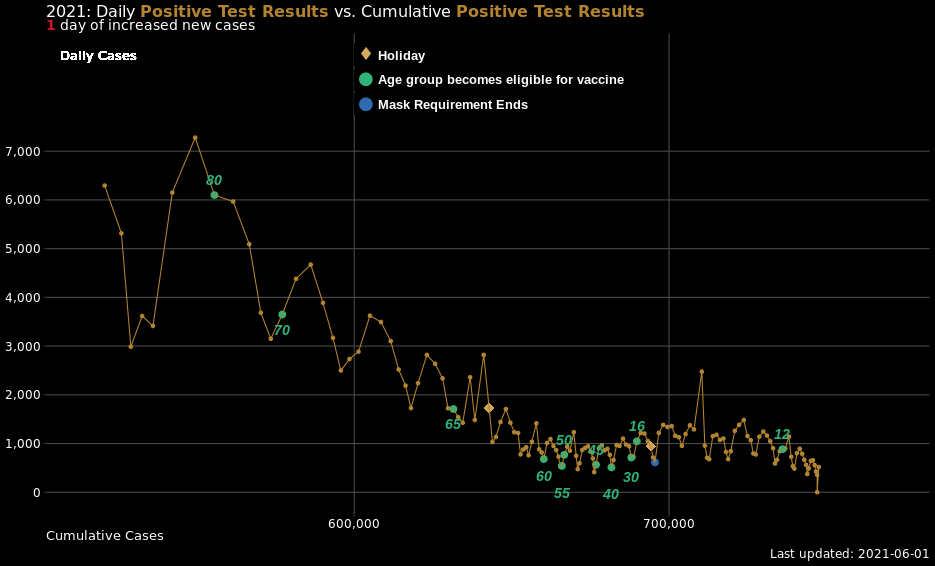 2021: Daily Positive Test Results vs. Cumulative Positive Test Results
1 day of increased new cases
Daily Cases
Holiday
Age group becomes eligible for vaccine
Mask Requirement Ends
7,000
6,000
5,000
4,000
3,000
2,000
1,000
0
80
70
65
60
50
55
45
40
30
16
12
600,000
700,000
Cumulative Cases
Last updated: 2021-06-01